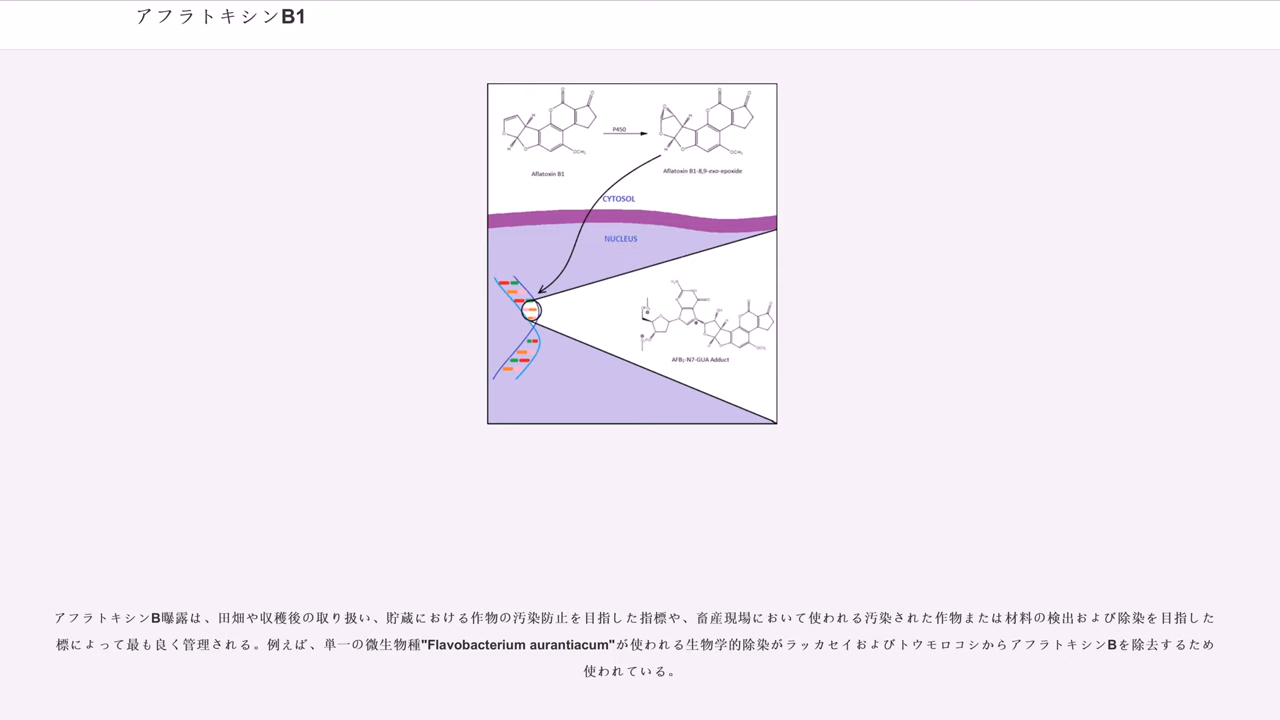 アフラトキシンB1
P450
Aflatoxin B1
Aflatoxin B1-8,9-exo-epoxide
CYTOSOL
NUCLEUS
AFB₁-N7-GUA Adduct
アフラトキシンB曝露は、田畑や収穫後の取り扱い、貯蔵における作物の汚染防止を目指した指標や、畜産現場において使われる汚染された作物または材料の検出および除染を目指した
標によって最も良く管理される。例えば、単一の微生物種"Flavobacterium aurantiacum"が使われる生物学的除染がラッカセイおよびトウモロコシからアフラトキシンBを除去するため
使われている。